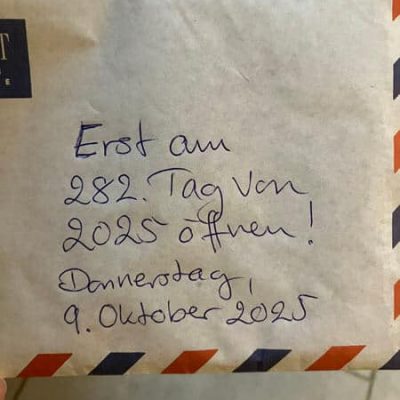 T
E
Erst am
282. Tag von
2025 öffnen!
Donnerstag,
9. Oktober 2025